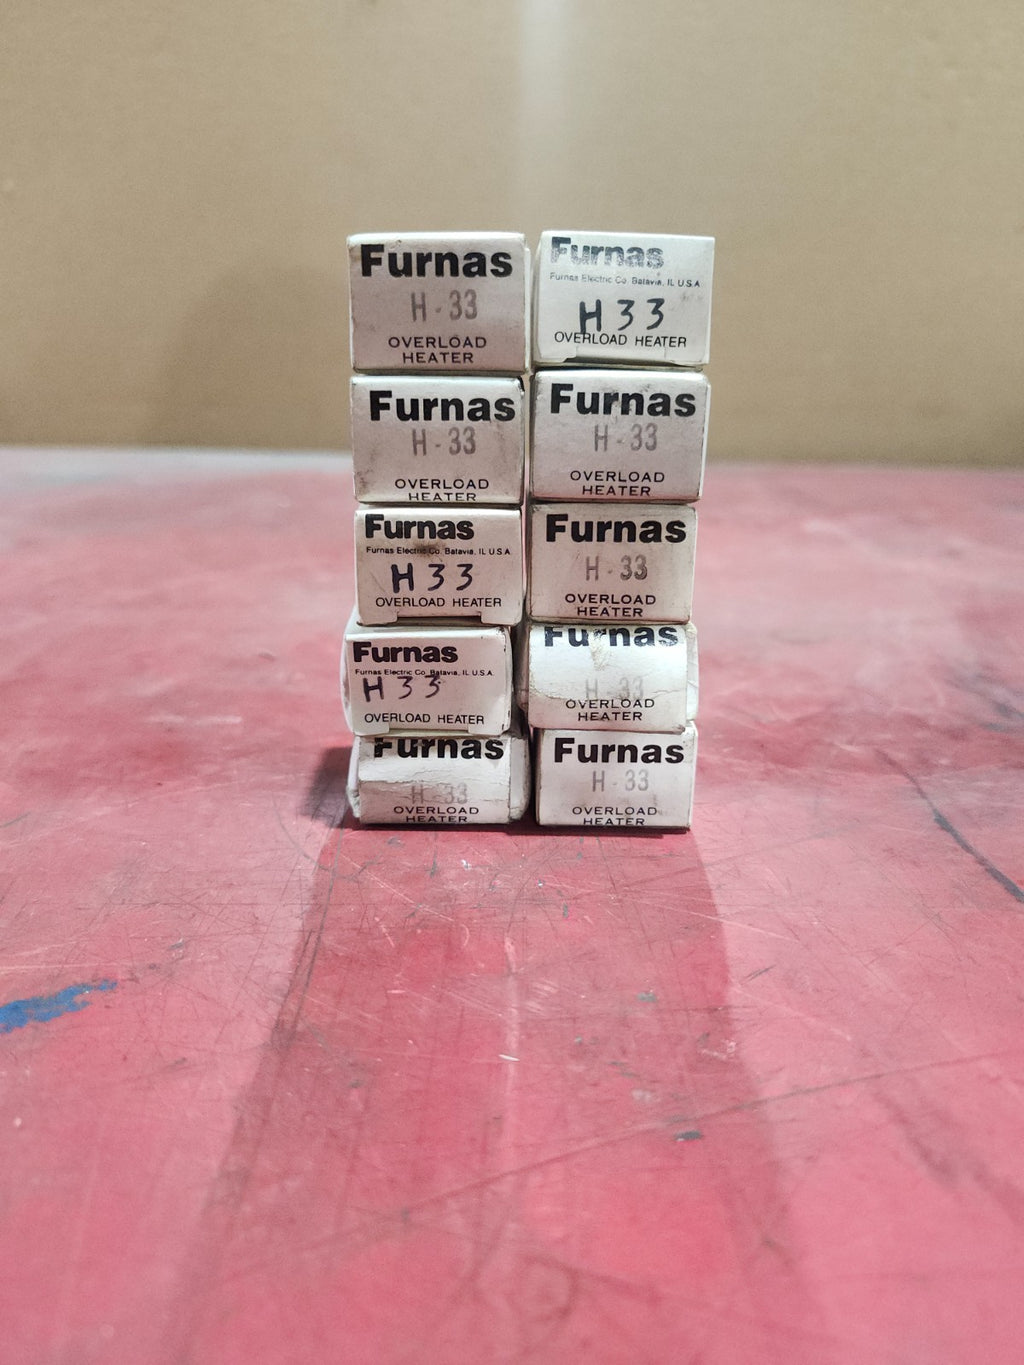 Furnas
H-33
OVERLOAD
HEATER
Furnas
Furnas Electric Co. Batavia, IL U.S.A
H33
OVERLOAD HEATER
Furnas
H-33
OVERLOAD
HEATER
Furnas
H-33
OVERLOAD
HEATER
Furnas
Furnas Electric Co. Batavia, IL U.S.A
H33
OVERLOAD HEATER
Furnas
H-33
OVERLOAD
HEATER
Furnas
Furnas Electric Co. Batavia, IL U.S.A.
H33
OVERLOAD HEATER
Furnas
H-33
OVERLOAD
HEATER
Furnas
H-33
OVERLOAD
HEATER
Furnas
H-33
OVERLOAD
HEATER